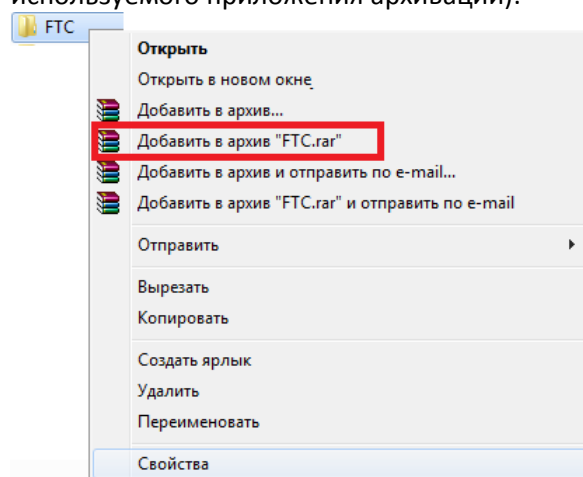 используемого приложения архивации).
FTC
Открыть
Открыть в новом окне
Добавить в архив...
Добавить в архив "FTC.rar"
Добавить в архив и отправить по e-mail...
Добавить в архив "FTC.rar" и отправить по e-mail
Отправить
Вырезать
Копировать
Создать ярлык
Удалить
Переименовать
Свойства